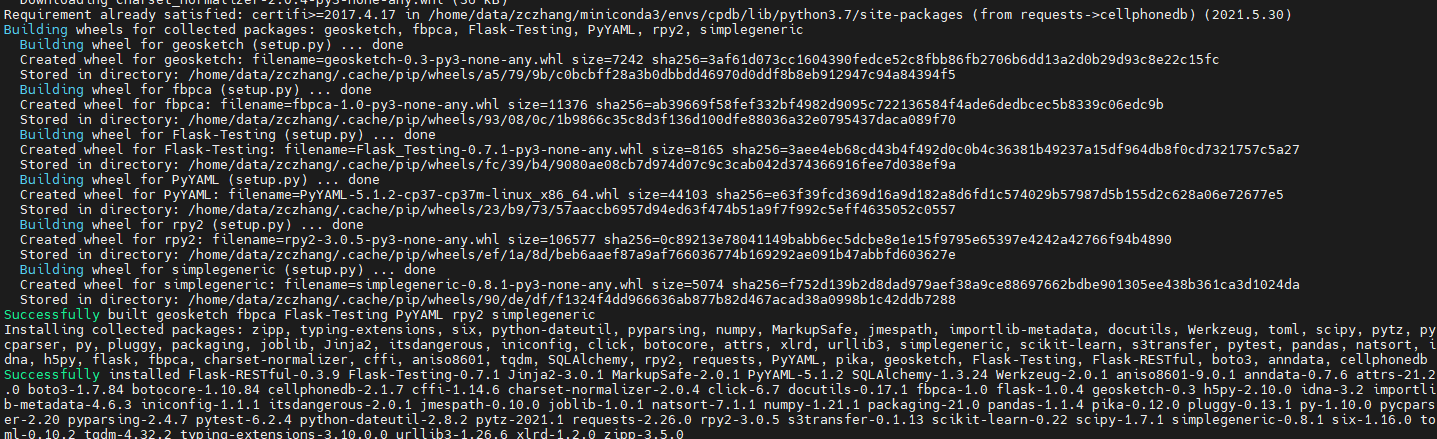 Downloading charset_normalizer-2.0.4-py3-none-any.whl (36 kB)
Requirement already satisfied: certifi>=2017.4.17 in /home/data/zczhang/miniconda3/envs/cpdb/lib/python3.7/site-packages (from requests->cellphonedb) (2021.5.30)
Building wheels for collected packages: geosketch, fbpca, Flask-Testing, PyYAML, rpy2, simplegeneric
  Building wheel for geosketch (setup.py) ... done
  Created wheel for geosketch: filename=geosketch-0.3-py3-none-any.whl size=7242 sha256=3af61d073cc1604390fedce52c8fbb86fb2706b6dd13a2d0b29d93c8e22c15fc
  Stored in directory: /home/data/zczhang/.cache/pip/wheels/a5/79/9b/c0bcbff28a3b0dbbdd46970d0ddf8b8eb912947c94a84394f5
  Building wheel for fbpca (setup.py) ... done
  Created wheel for fbpca: filename=fbpca-1.0-py3-none-any.whl size=11376 sha256=ab39669f58fef332bf4982d9095c722136584f4ade6dedbcec5b8339c06edc9b
  Stored in directory: /home/data/zczhang/.cache/pip/wheels/93/08/0c/1b9866c35c8d3f136d100dfe88036a32e0795437daca089f70
  Building wheel for Flask-Testing (setup.py) ... done
  Created wheel for Flask-Testing: filename=Flask_Testing-0.7.1-py3-none-any.whl size=8165 sha256=3aee4eb68cd43b4f492d0c0b4c36381b49237a15df964db8f0cd7321757c5a27
  Stored in directory: /home/data/zczhang/.cache/pip/wheels/fc/39/b4/9080ae08cb7d974d07c9c3cab042d374366916fee7d038ef9a
  Building wheel for PyYAML (setup.py) ... done
  Created wheel for PyYAML: filename=PyYAML-5.1.2-cp37-cp37m-linux_x86_64.whl size=44103 sha256=e63f39fcd369d16a9d182a8d6fd1c574029b57987d5b155d2c628a06e72677e5
  Stored in directory: /home/data/zczhang/.cache/pip/wheels/23/b9/73/57aaccb6957d94ed63f474b51a9f7f992c5eff4635052c0557
  Building wheel for rpy2 (setup.py) ... done
  Created wheel for rpy2: filename=rpy2-3.0.5-py3-none-any.whl size=106577 sha256=0c89213e78041149babb6ec5dcbe8e1e15f9795e65397e4242a42766f94b4890
  Stored in directory: /home/data/zczhang/.cache/pip/wheels/ef/1a/8d/beb6aaef87a9af766036774b169292ae091b47abbfd603627e
  Building wheel for simplegeneric (setup.py) ... done
  Created wheel for simplegeneric: filename=simplegeneric-0.8.1-py3-none-any.whl size=5074 sha256=f752d139b2d8dad979aef38a9ce88697662bdbe901305ee438b361ca3d1024da
  Stored in directory: /home/data/zczhang/.cache/pip/wheels/90/de/df/f1324f4dd966636ab877b82d467acad38a0998b1c42ddb7288
Successfully built geosketch fbpca Flask-Testing PyYAML rpy2 simplegeneric
Installing collected packages: zipp, typing-extensions, six, python-dateutil, pyparsing, numpy, MarkupSafe, jmespath, importlib-metadata, docutils, Werkzeug, toml, scipy, pytz, py
cparser, py, pluggy, packaging, joblib, Jinja2, itsdangerous, iniconfig, click, botocore, attrs, xlrd, urllib3, simplegeneric, scikit-learn, s3transfer, pytest, pandas, natsort, i
dna, h5py, flask, fbpca, charset-normalizer, cffi, aniso8601, tqdm, SQLAlchemy, rpy2, requests, PyYAML, pika, geosketch, Flask-Testing, Flask-RESTful, boto3, anndata, cellphonedb
Successfully installed Flask-RESTful-0.3.9 Flask-Testing-0.7.1 Jinja2-3.0.1 MarkupSafe-2.0.1 PyYAML-5.1.2 SQLAlchemy-1.3.24 Werkzeug-2.0.1 aniso8601-9.0.1 anndata-0.7.6 attrs-21.2
.0 boto3-1.7.84 botocore-1.10.84 cellphonedb-2.1.7 cffi-1.14.6 charset-normalizer-2.0.4 click-6.7 docutils-0.17.1 fbpca-1.0 flask-1.0.4 geosketch-0.3 h5py-2.10.0 idna-3.2 importli
b-metadata-4.6.3 iniconfig-1.1.1 itsdangerous-2.0.1 jmespath-0.10.0 joblib-1.0.1 natsort-7.1.1 numpy-1.21.1 packaging-21.0 pandas-1.1.4 pika-0.12.0 pluggy-0.13.1 py-1.10.0 pycpars
er-2.20 pyparsing-2.4.7 pytest-6.2.4 python-dateutil-2.8.2 pytz-2021.1 requests-2.26.0 rpy2-3.0.5 s3transfer-0.1.13 scikit-learn-0.22 scipy-1.7.1 simplegeneric-0.8.1 six-1.16.0 to
ml-0.10.2 tqdm-4.32.2 typing-extensions-3.10.0.0 urllib3-1.26.6 xlrd-1.2.0 zipp-3.5.0